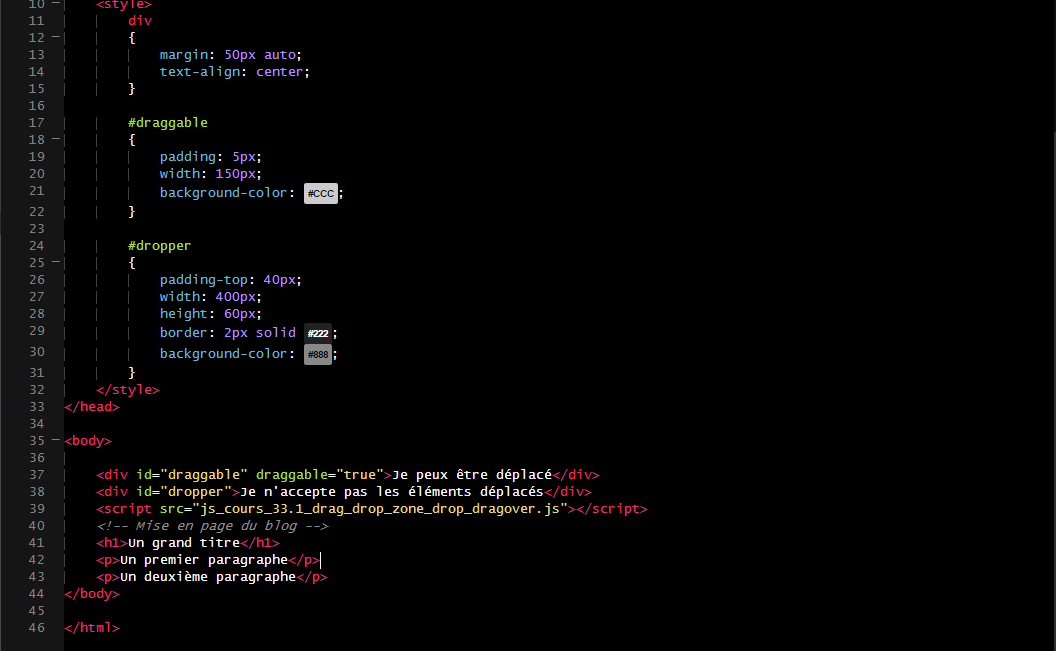 10 <style>
11 div
12 {
13 margin: 50px auto;
14 text-align: center;
15 }
16
17 #draggable
18 {
19 padding: 5px;
20 width: 150px;
21 background-color: #CCC;
22 }
23
24 #dropper
25 {
26 padding-top: 40px;
27 width: 400px;
28 height: 60px;
29 border: 2px solid #222;
30 background-color: #888;
31 }
32 </style>
33 </head>
34
35 <body>
36
37 <div id="draggable" draggable="true">Je peux être déplacé</div>
38 <div id="dropper">Je n'accepte pas les éléments déplacés</div>
39 <script src="js_cours_33.1_drag_drop_zone_drop_dragover.js"></script>
40 <!-- Mise en page du blog -->
41 <h1>Un grand titre</h1>
42 <p>Un premier paragraphe</p>
43 <p>Un deuxième paragraphe</p>
44 </body>
45
46 </html>